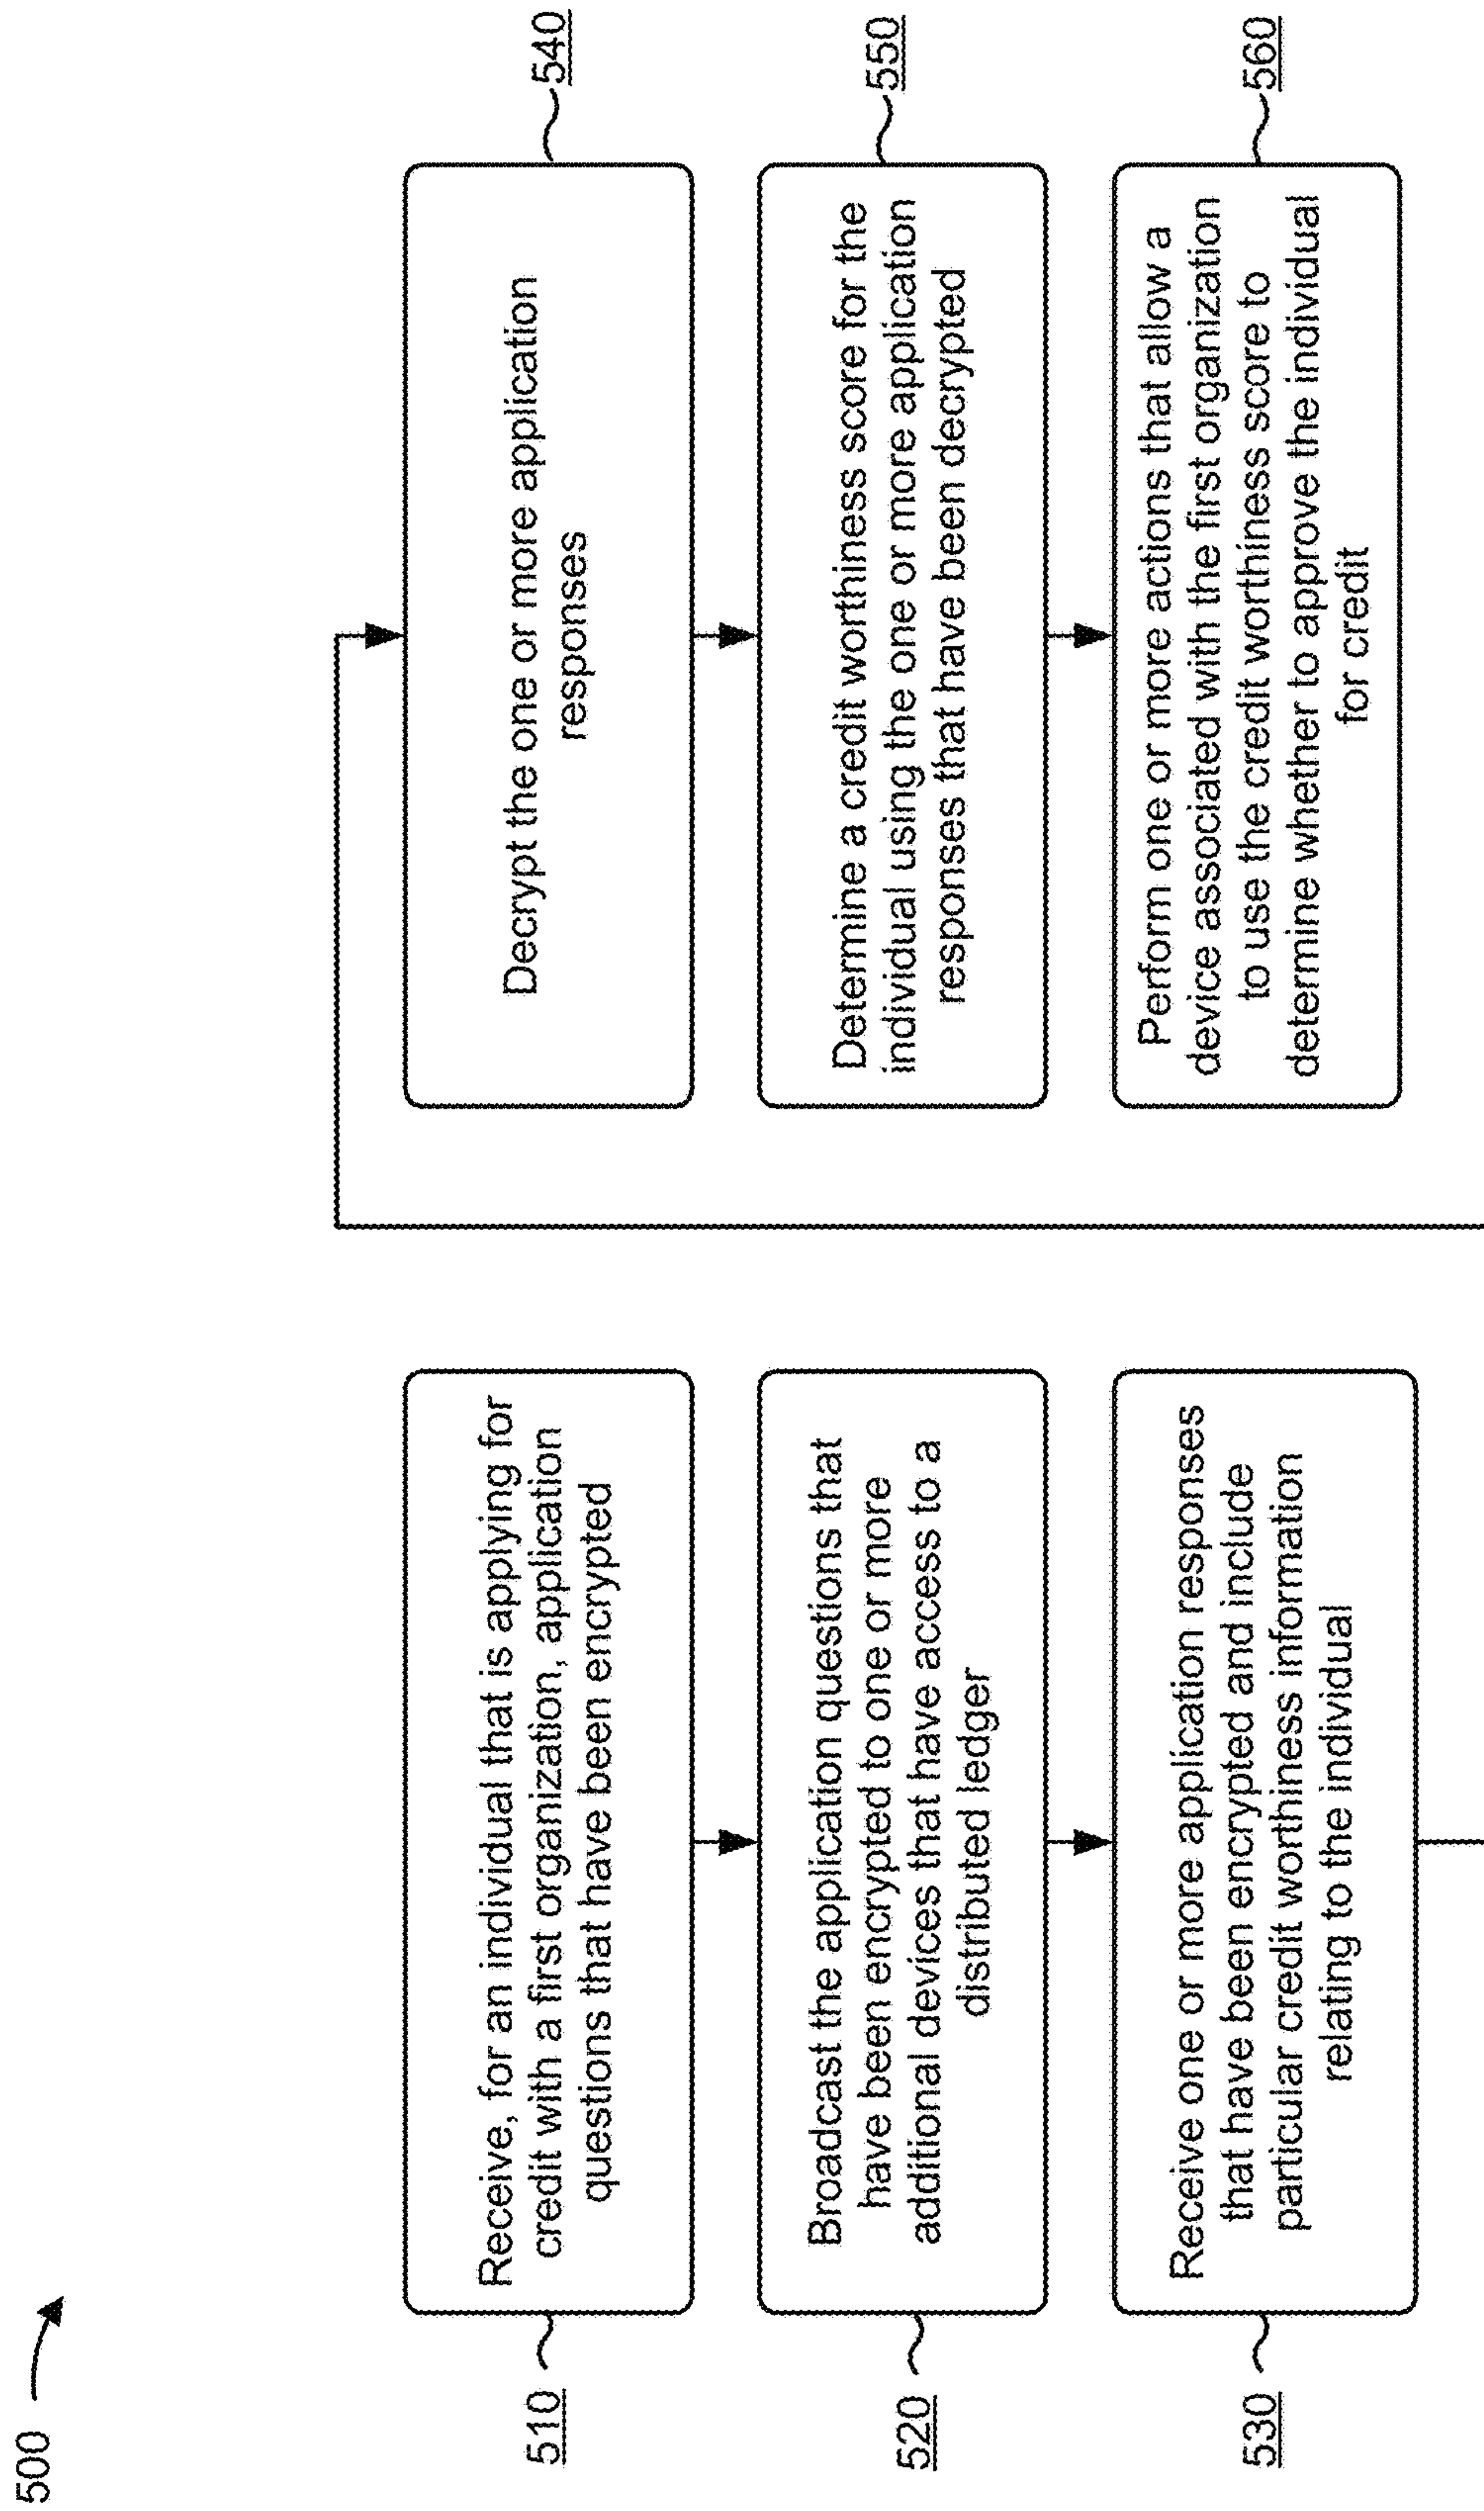 500
510
Receive, for an individual that is applying for
credit with a first organization, application
questions that have been encrypted
520
Broadcast the application questions that
have been encrypted to one or more
additional devices that have access to a
distributed ledger
530
Receive one or more application responses
that have been encrypted and include
particular credit worthiness information
relating to the individual
540
Decrypt the one or more application
responses
550
Determine a credit worthiness score for the
individual using the one or more application
responses that have been decrypted
560
Perform one or more actions that allow a
device associated with the first organization
to use the credit worthiness score to
determine whether to approve the individual
for credit